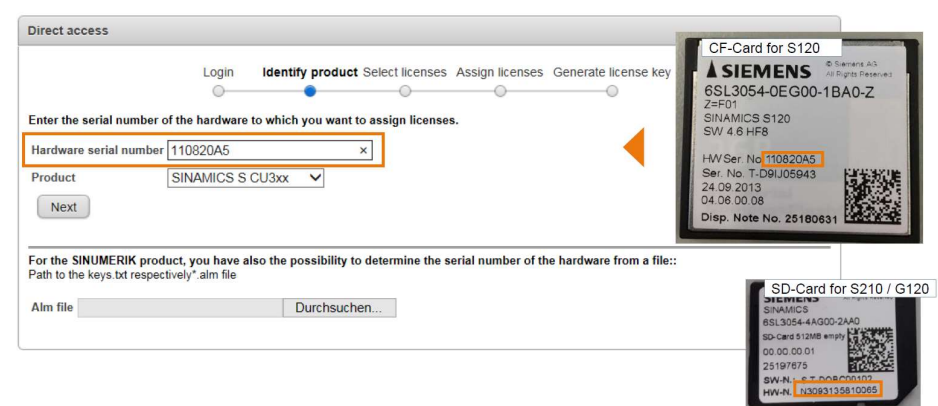 Direct access
Login Identify product Select licenses Assign licenses Generate license key
Enter the serial number of the hardware to which you want to assign licenses.
Hardware serial number 110820A5 ×
Product SINAMICS S CU3xx
Next
For the SINUMERIK product, you have also the possibility to determine the serial number of the hardware from a file::
Path to the keys.txt respectively*.alm file
Alm file Durchsuchen...
CF-Card for S120
SIEMENS © Siemens AG
All Rights Reserved
6SL3054-0EG00-1BA0-Z
Z=F01
SINAMICS S120
SW 4.6 HF8
HW Ser. No 110820A5
Ser. No. T-D9IJ05943
24.09.2013
04.06.00.08
Disp. Note No. 25180631
SD-Card for S210 / G120
SIEMENS
SINAMICS
6SL3054-4AG00-2AA0
SD-Card 512MB empty
00.00.00.01
25197675
SW-N.:
HW-N. N3093135810065